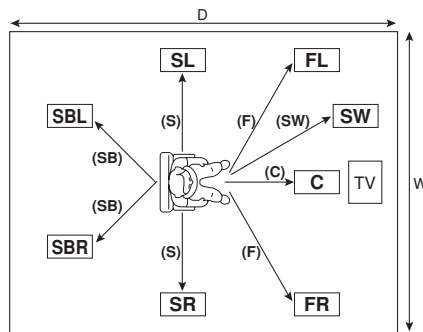 D
SL
FL
SBL
(S)
(F)
(SW)
SW
(SB)
(C)
C
TV
W
(SB)
SBR
(S)
(F)
SR
FR